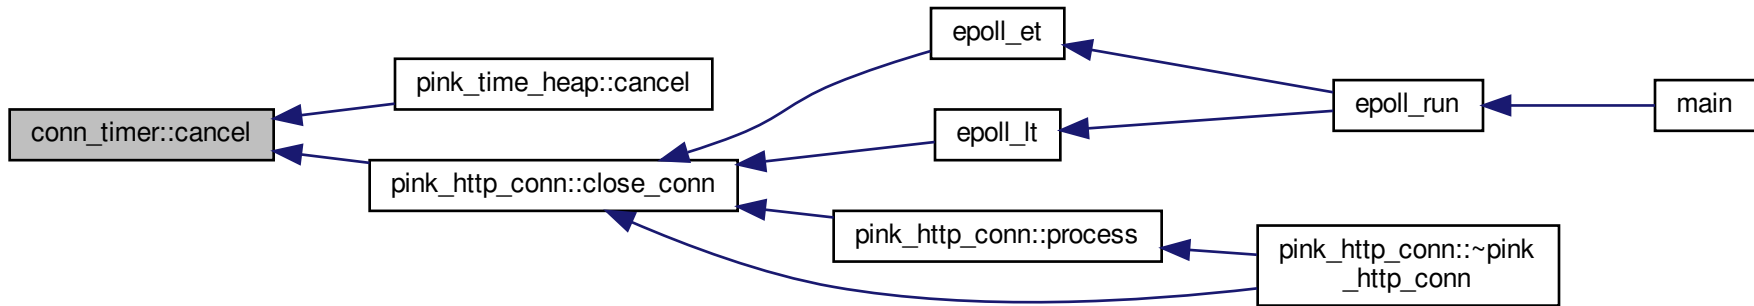 conn_timer::cancel
pink_time_heap::cancel
pink_http_conn::close_conn
epoll_et
epoll_lt
pink_http_conn::process
epoll_run
pink_http_conn::~pink
_http_conn
main